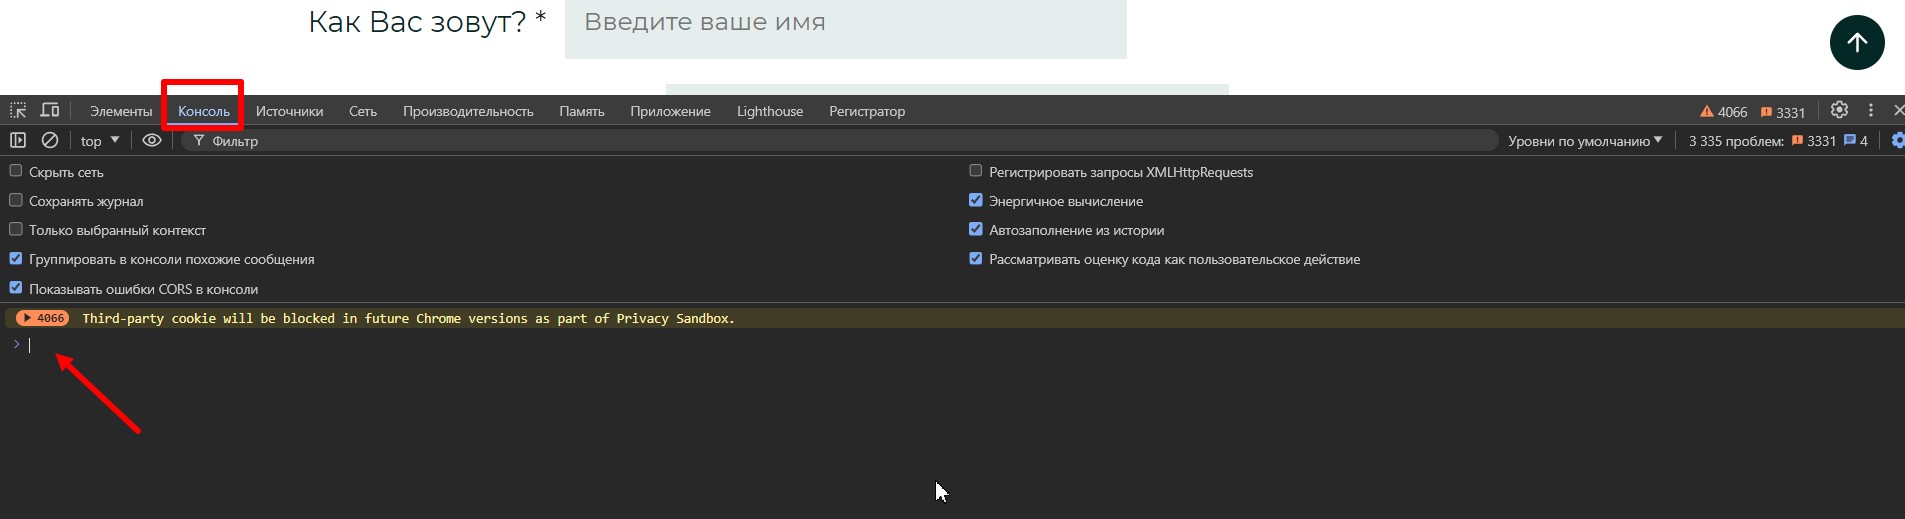 Как Вас зовут? * Введите ваше имя
Элементы Консоль Источники Сеть Производительность Память Приложение Lighthouse Регистратор 4066 3331
top Фильтр Уровни по умолчанию 3 335 проблем: 3331 4
Скрыть сеть Регистрировать запросы XMLHttpRequests
Сохранять журнал Энергичное вычисление
Только выбранный контекст Автозаполнение из истории
Группировать в консоли похожие сообщения Рассматривать оценку кода как пользовательское действие
Показывать ошибки CORS в консоли
4066 Third-party cookie will be blocked in future Chrome versions as part of Privacy Sandbox.